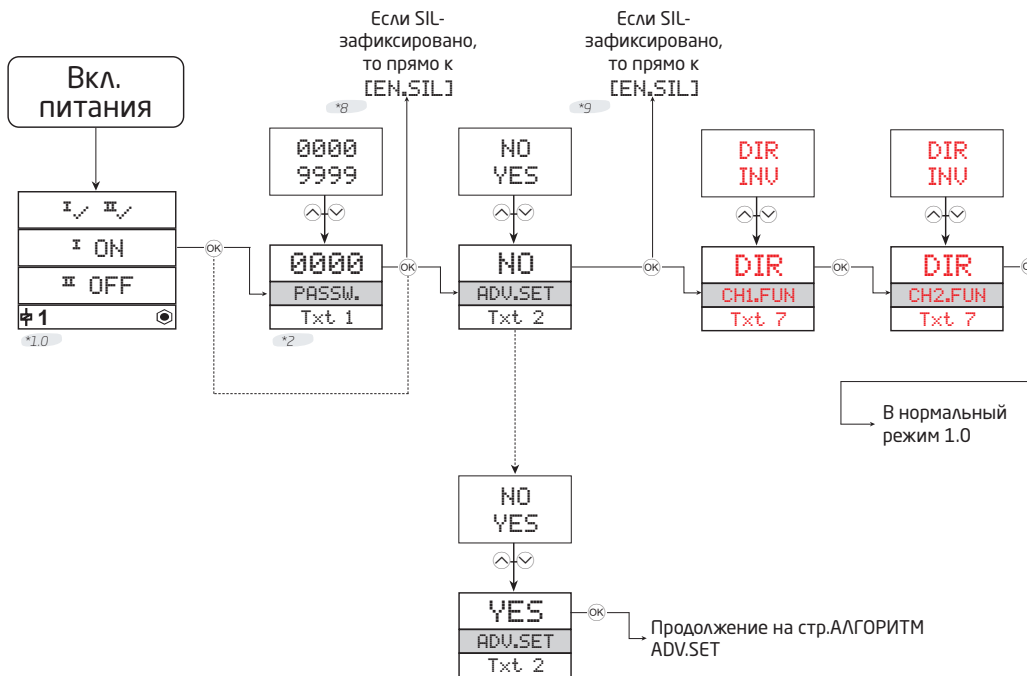 Если SIL-
зафиксировано,
то прямо к
[EN.SIL]
Если SIL-
зафиксировано,
то прямо к
[EN.SIL]
Вкл.
питания
*8
*9
0000
9999
NO
YES
DIR
INV
DIR
INV
I II
I ON
II OFF
1
*1.0
OK
0000
PASSW.
Txt 1
*2
OK
NO
ADV.SET
Txt 2
OK
DIR
CH1.FUN
Txt 7
OK
DIR
CH2.FUN
Txt 7
В нормальный
режим 1.0
NO
YES
YES
ADV.SET
Txt 2
OK
Продолжение на стр.АЛГОРИТМ
ADV.SET